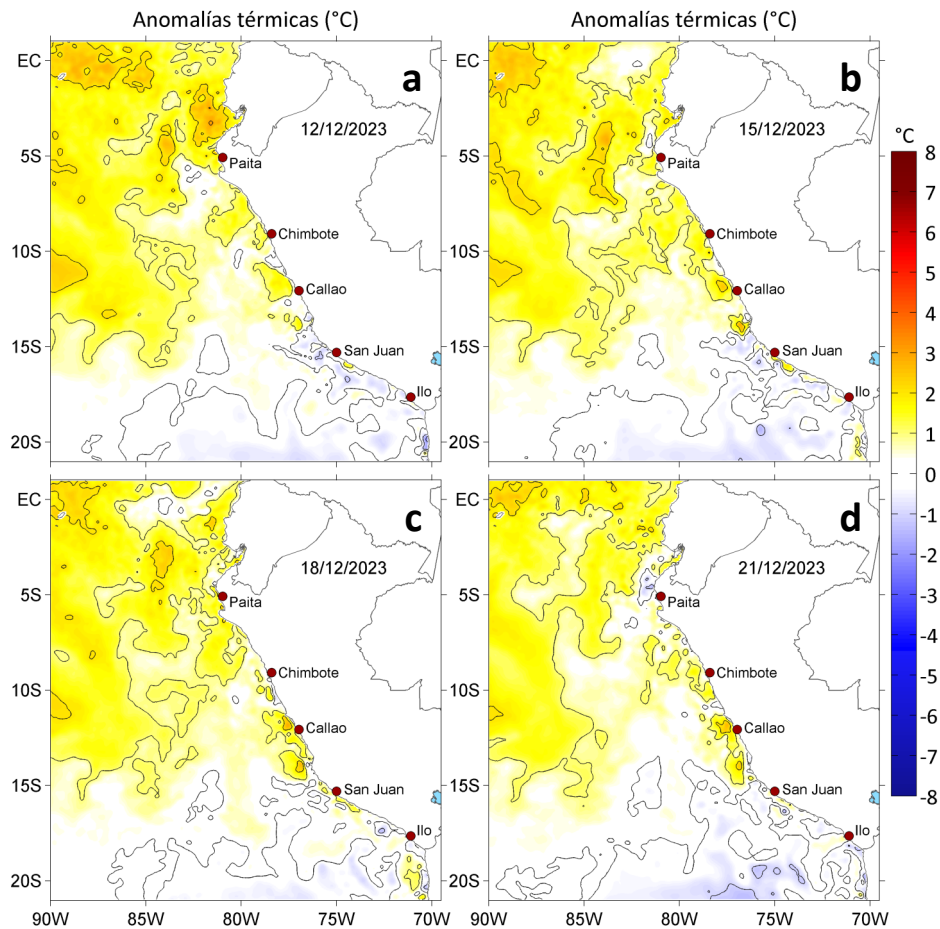 Anomalías térmicas (°C)
Anomalías térmicas (°C)
EC
5S
10S
15S
20S
a
12/12/2023
Paita
Chimbote
Callao
San Juan
Ilo
EC
5S
10S
15S
20S
b
15/12/2023
Paita
Chimbote
Callao
San Juan
Ilo
EC
5S
10S
15S
20S
c
18/12/2023
Paita
Chimbote
Callao
San Juan
Ilo
90W
85W
80W
75W
70W
EC
5S
10S
15S
20S
d
21/12/2023
Paita
Chimbote
Callao
San Juan
Ilo
90W
85W
80W
75W
70W
°C
8
7
6
5
4
3
2
1
0
-1
-2
-3
-4
-5
-6
-7
-8